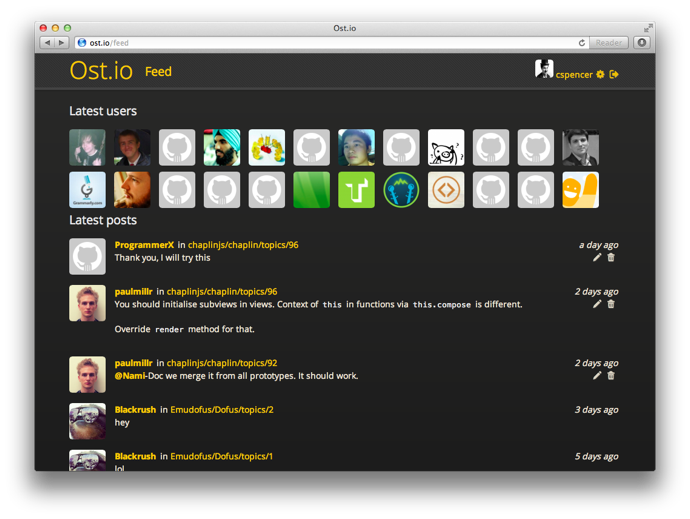 Ost.io
ost.io/feed
Reader
Ost.io Feed
cspencer
Latest users
Grammarly.com
Latest posts
ProgrammerX in chaplinjs/chaplin/topics/96
a day ago
Thank you, I will try this
paulmillr in chaplinjs/chaplin/topics/96
2 days ago
You should initialise subviews in views. Context of this in functions via this.compose is different.
Override render method for that.
paulmillr in chaplinjs/chaplin/topics/92
2 days ago
@Nami-Doc we merge it from all prototypes. It should work.
Blackrush in Emudofus/Dofus/topics/2
3 days ago
hey
Blackrush in Emudofus/Dofus/topics/1
5 days ago
lol